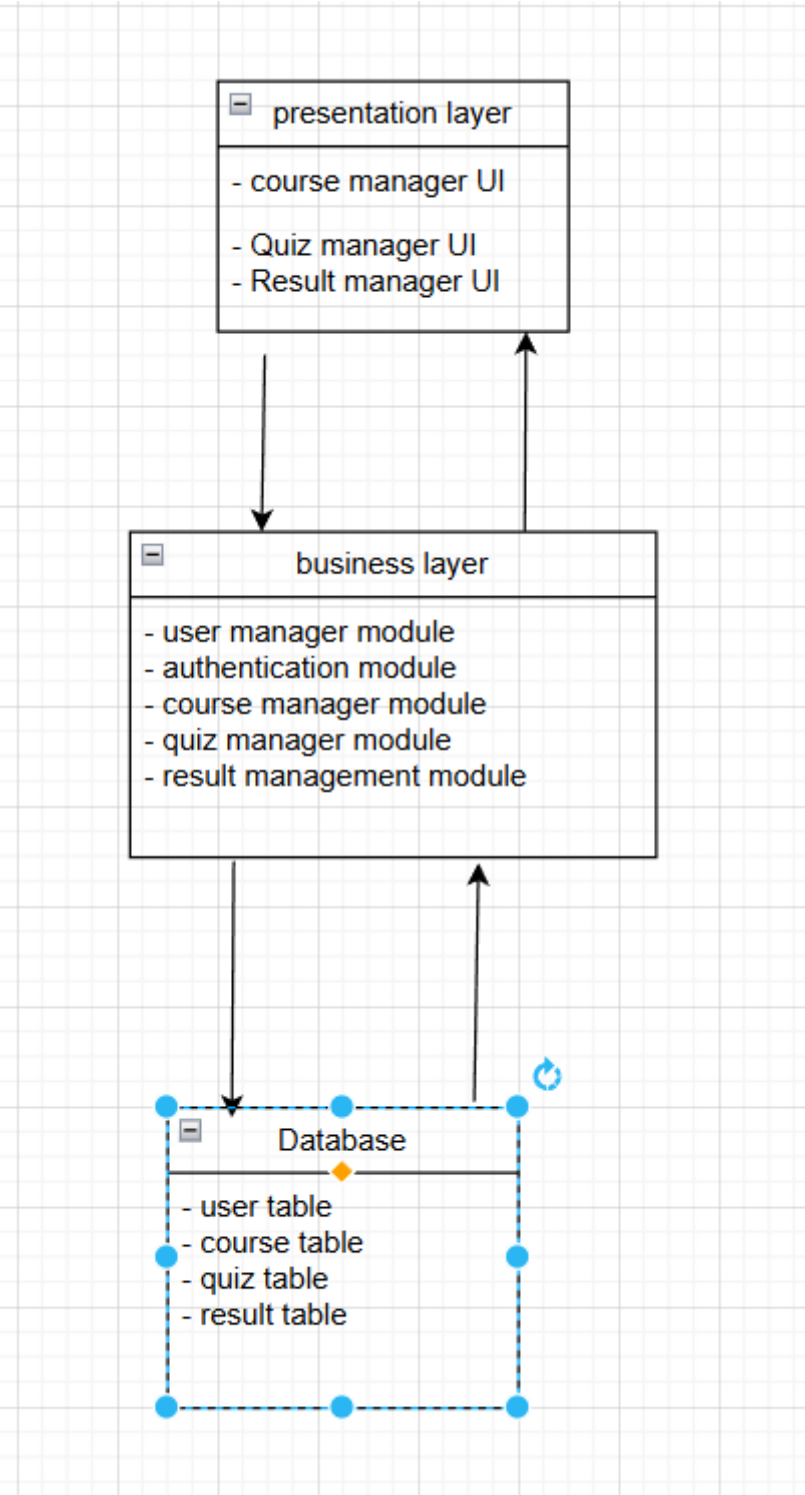 presentation layer
- course manager UI
- Quiz manager UI
- Result manager UI
business layer
- user manager module
- authentication module
- course manager module
- quiz manager module
- result management module
Database
- user table
- course table
- quiz table
- result table